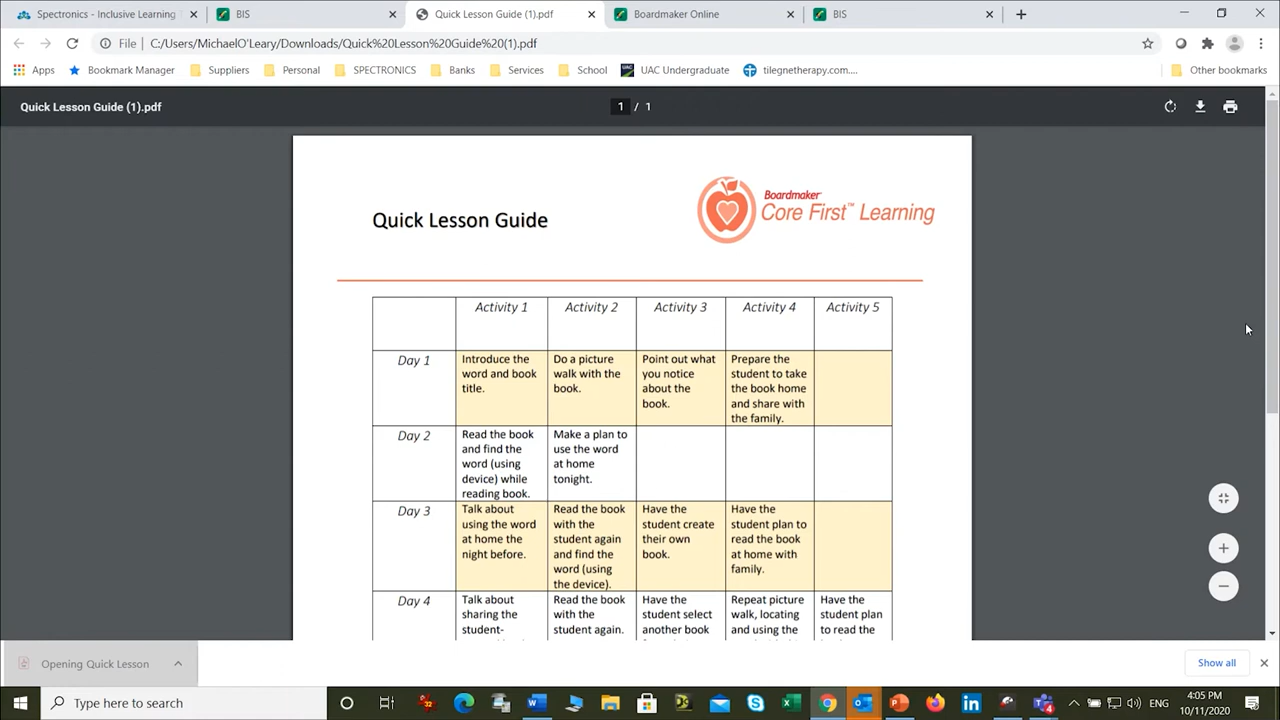 Spectronics - Inclusive Learning
BIS
Quick Lesson Guide (1).pdf
Boardmaker Online
BIS
File
C:/Users/MichaelO'Leary/Downloads/Quick%20Lesson%20Guide%20(1).pdf
Apps
Bookmark Manager
Suppliers
Personal
SPECTRONICS
Banks
Services
School
UAC Undergraduate
tilegnetherapy.com...
Other bookmarks
Quick Lesson Guide (1).pdf
1 / 1
Quick Lesson Guide
Boardmaker
Core First™ Learning
Activity 1
Activity 2
Activity 3
Activity 4
Activity 5
Day 1
Introduce the
word and book
title.
Do a picture
walk with the
book.
Point out what
you notice
about the
book.
Prepare the
student to take
the book home
and share with
the family.
Day 2
Read the book
and find the
word (using
device) while
reading book.
Make a plan to
use the word
at home
tonight.
Day 3
Talk about
using the word
at home the
night before.
Read the book
with the
student again
and find the
word (using
the device).
Have the
student create
their own
book.
Have the
student plan to
read the book
at home with
family.
Day 4
Talk about
sharing the
student-
Read the book
with the
student again.
Have the
student select
another book
Repeat picture
walk, locating
and using the
Have the
student plan
to read the
Opening Quick Lesson
Show all
Type here to search
ENG
4:05 PM
10/11/2020